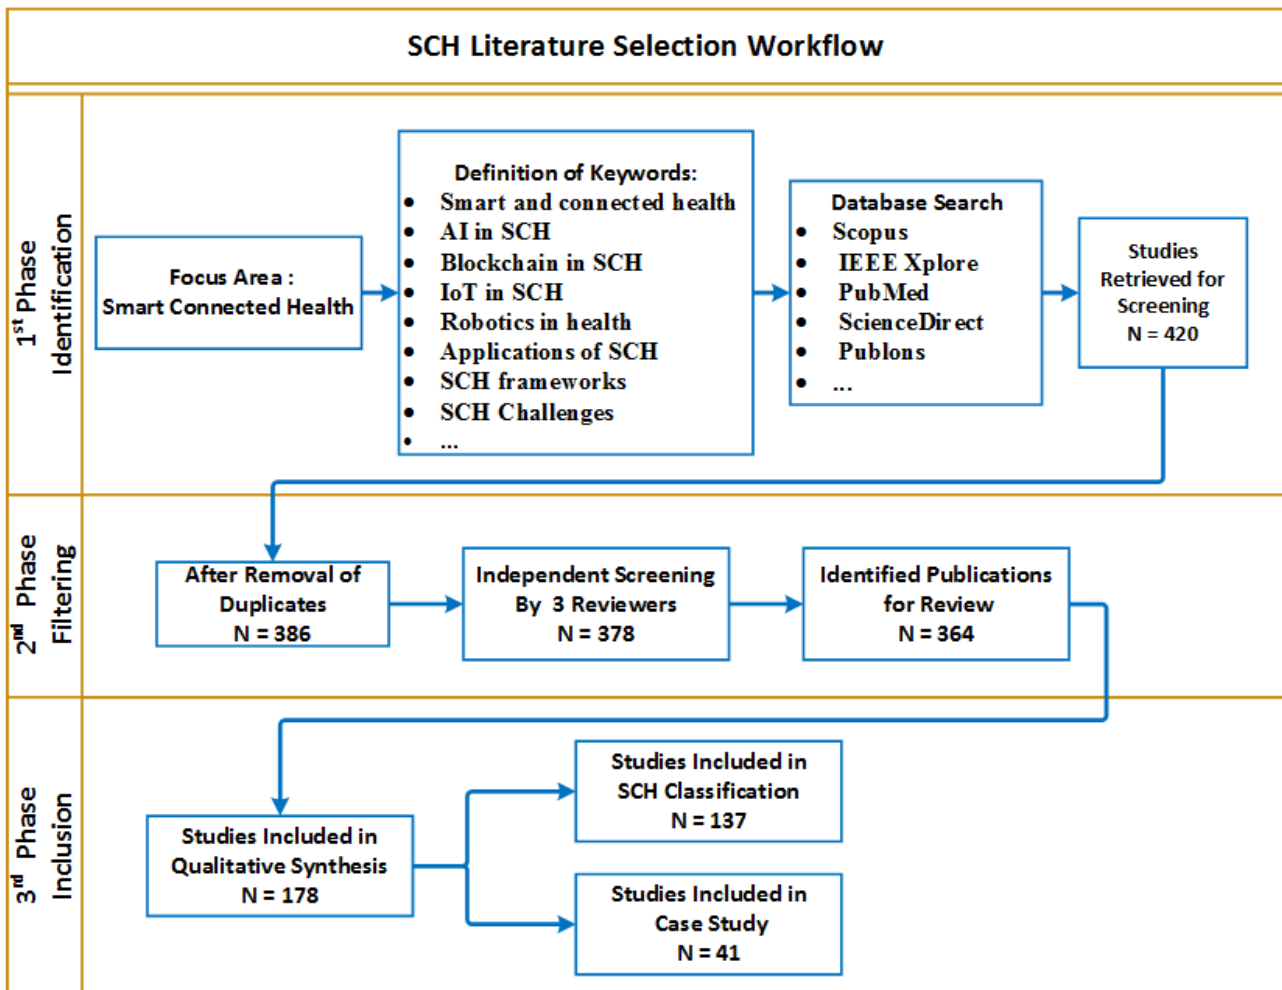 SCH Literature Selection Workflow
1st Phase
Identification
Focus Area :
Smart Connected Health
Definition of Keywords:
• Smart and connected health
• AI in SCH
• Blockchain in SCH
• IoT in SCH
• Robotics in health
• Applications of SCH
• SCH frameworks
• SCH Challenges
• ...
Database Search
• Scopus
• IEEE Xplore
• PubMed
• ScienceDirect
• Publons
• ...
Studies
Retrieved for
Screening
N = 420
2nd Phase
Filtering
After Removal of
Duplicates
N = 386
Independent Screening
By 3 Reviewers
N = 378
Identified Publications
for Review
N = 364
3rd Phase
Inclusion
Studies Included in
Qualitative Synthesis
N = 178
Studies Included in
SCH Classification
N = 137
Studies Included in
Case Study
N = 41